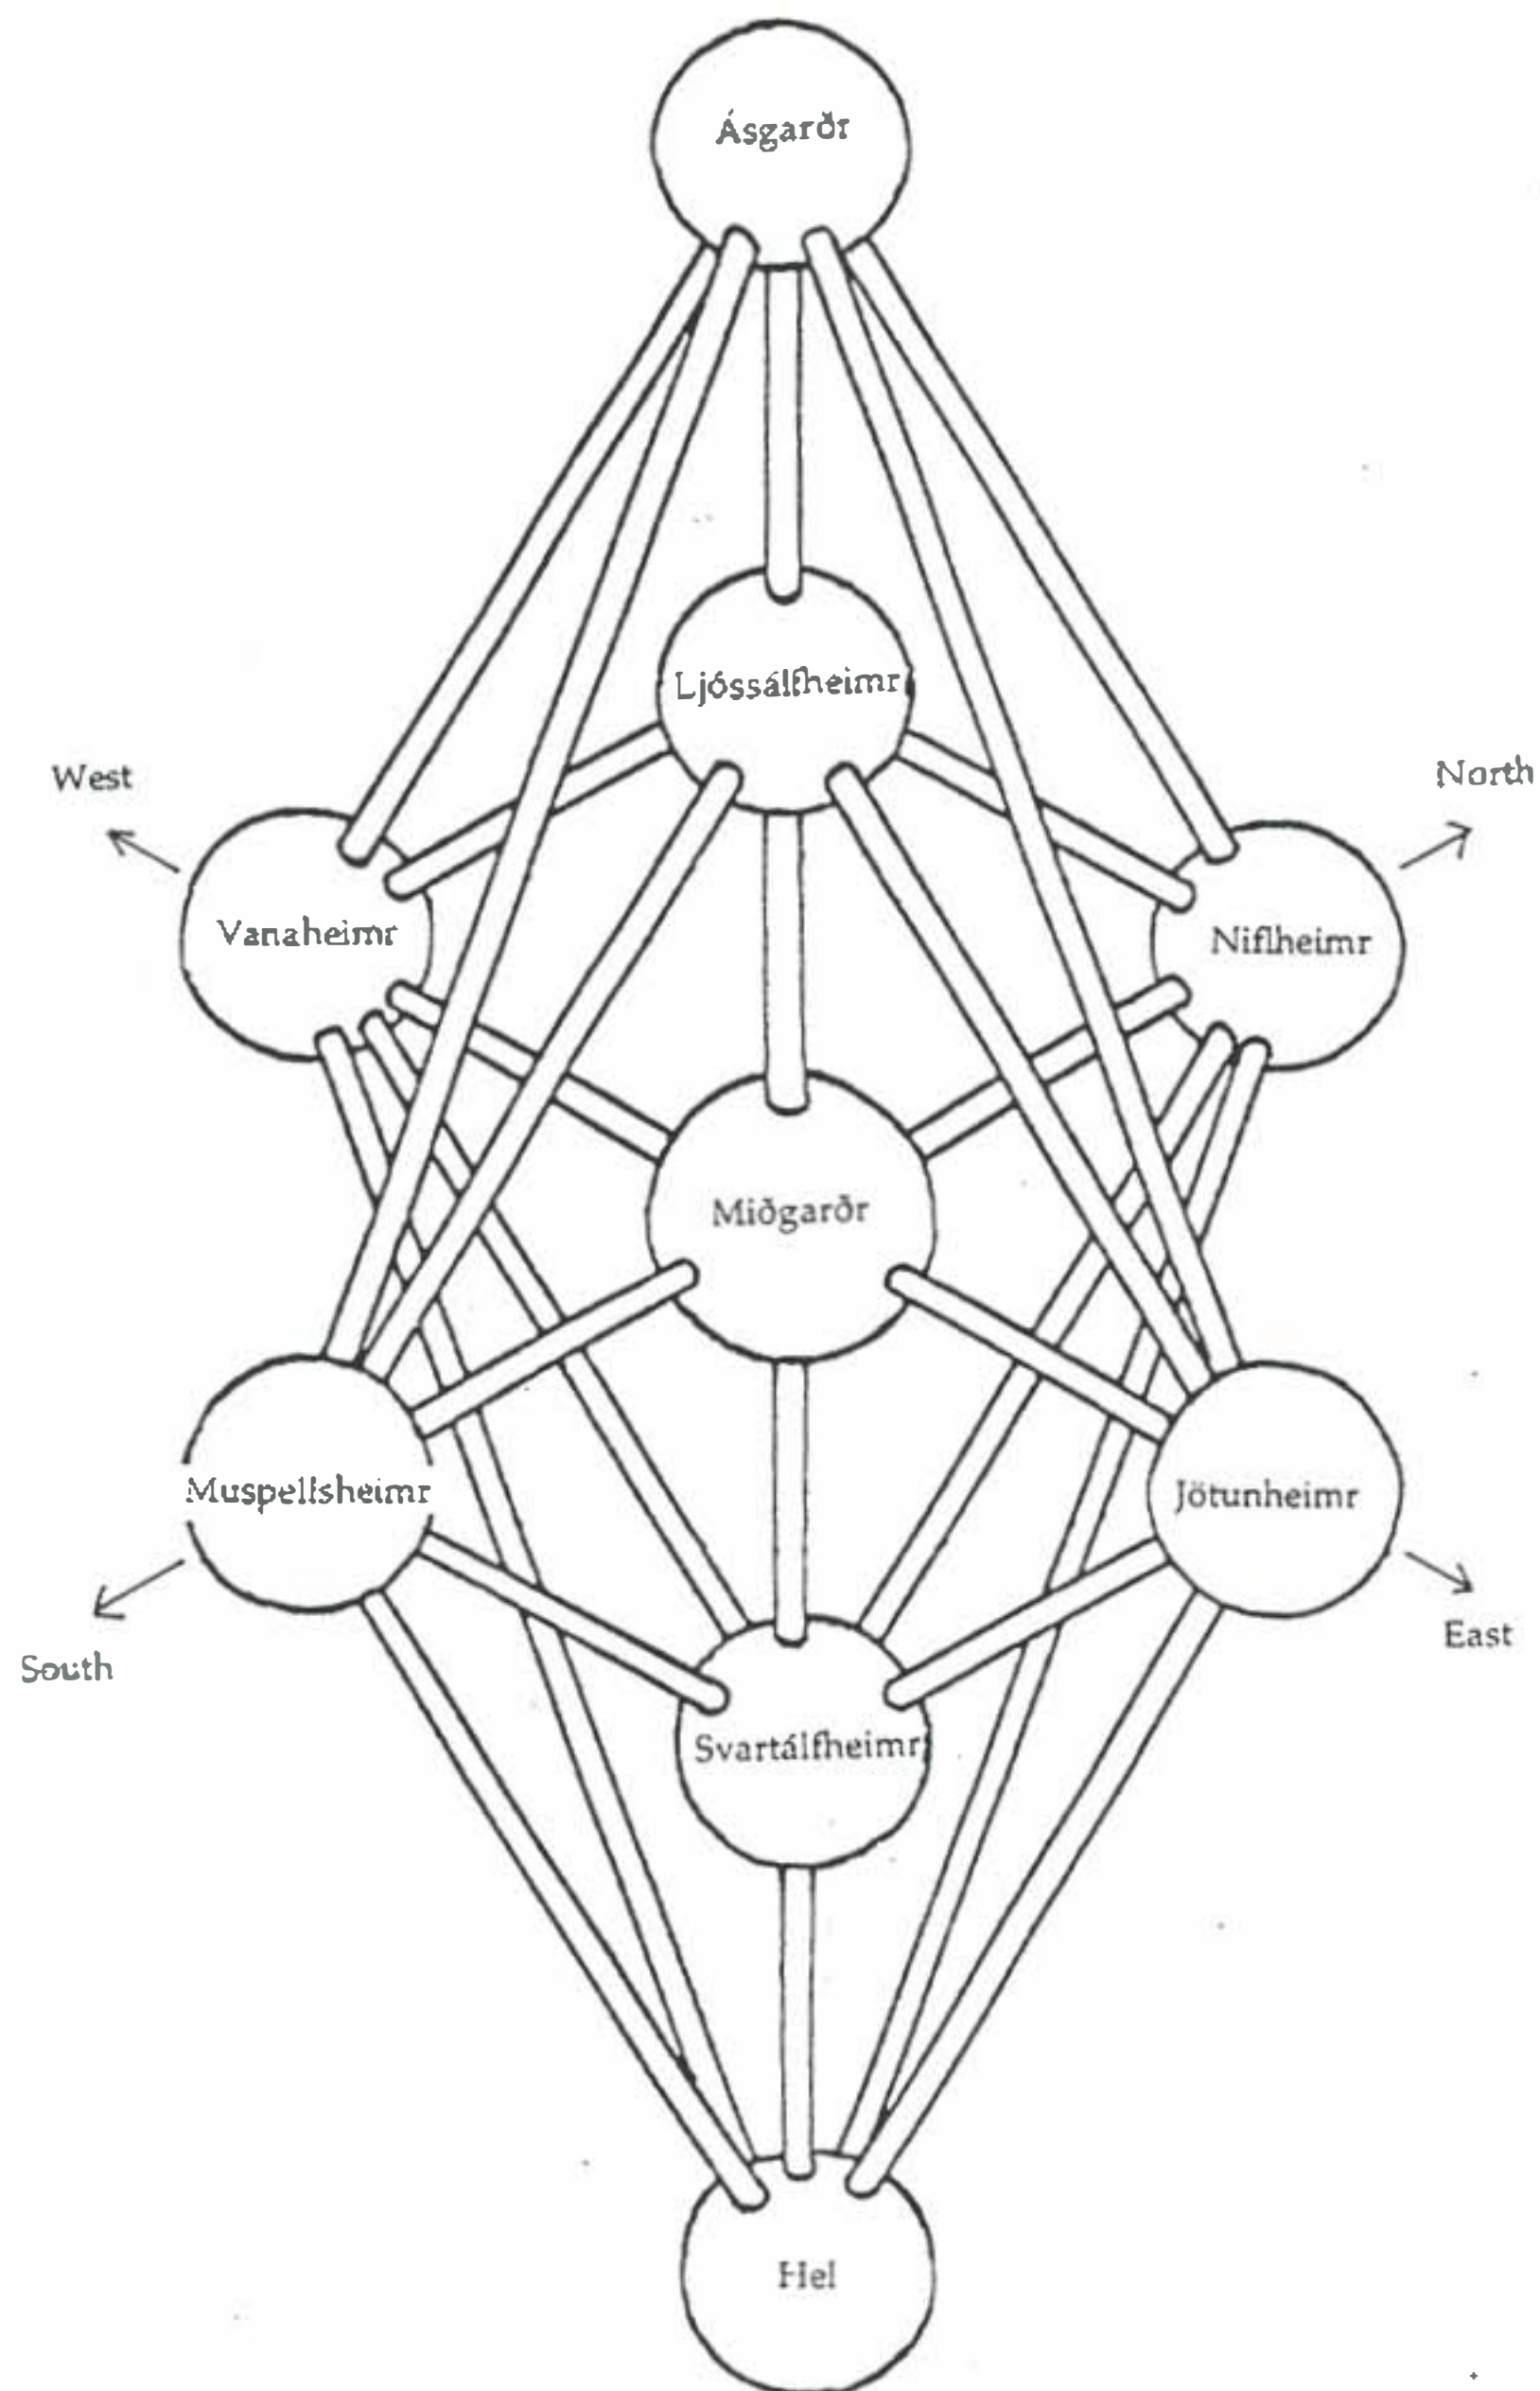 Ásgarðr
Ljóssálfheimr
West
North
Vanaheimr
Niflheimr
Miðgarðr
Muspellsheimr
Jötunheimr
South
East
Svartálfheimr
Hel